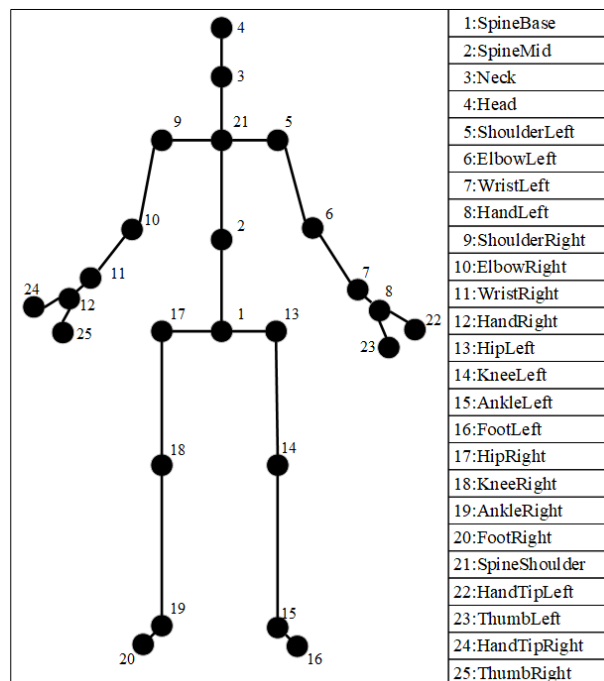 4
3
9
21
5
10
2
6
11
7
24
12
8
25
17
1
13
22
23
18
14
19
15
20
16
1:SpineBase
2:SpineMid
3:Neck
4:Head
5:ShoulderLeft
6:ElbowLeft
7:WristLeft
8:HandLeft
9:ShoulderRight
10:ElbowRight
11:WristRight
12:HandRight
13:HipLeft
14:KneeLeft
15:AnkleLeft
16:FootLeft
17:HipRight
18:KneeRight
19:AnkleRight
20:FootRight
21:SpineShoulder
22:HandTipLeft
23:ThumbLeft
24:HandTipRight
25:ThumbRight